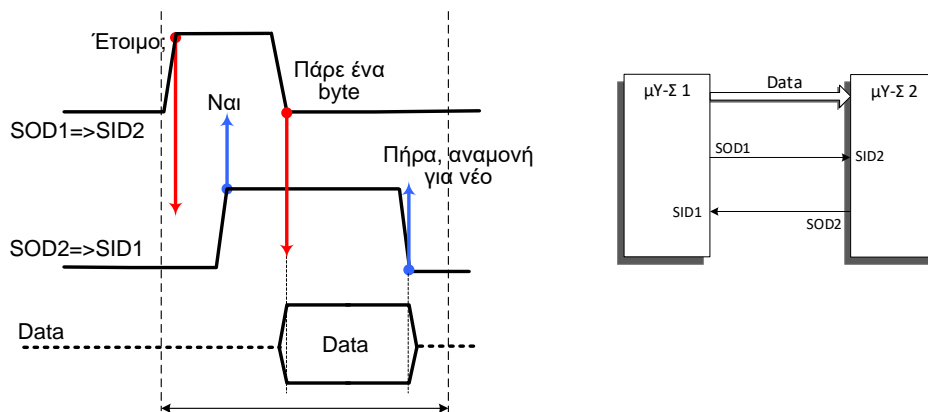 Έτοιμο;
Ναι
Πάρε ένα
byte
SOD1=>SID2
Πήρα, αναμονή
για νέο
SOD2=>SID1
Data
Data
μΥ-Σ 1
Data
μΥ-Σ 2
SOD1
SID2
SID1
SOD2